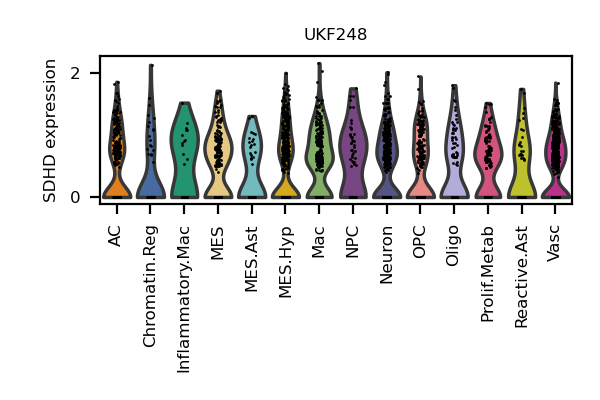 UKF248
SDHD expression
2
0
AC
Chromatin.Reg
Inflammatory.Mac
MES
MES.Ast
MES.Hyp
Mac
NPC
Neuron
OPC
Oligo
Prolif.Metab
Reactive.Ast
Vasc